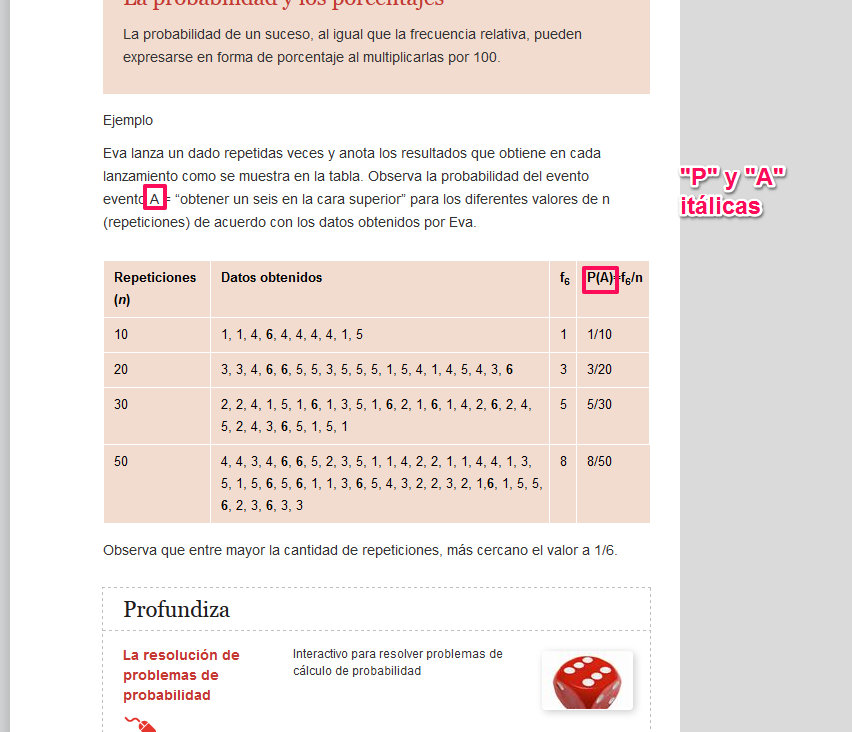 La probabilidad y los porcentajes
La probabilidad de un suceso, al igual que la frecuencia relativa, pueden
expresarse en forma de porcentaje al multiplicarlas por 100.
Ejemplo
Eva lanza un dado repetidas veces y anota los resultados que obtiene en cada
lanzamiento como se muestra en la tabla. Observa la probabilidad del evento
evento A = “obtener un seis en la cara superior” para los diferentes valores de n
(repeticiones) de acuerdo con los datos obtenidos por Eva.
"P" y "A"
itálicas
Repeticiones
(n)
Datos obtenidos
f6
P(A)=f6/n
10
1, 1, 4, 6, 4, 4, 4, 4, 1, 5
1
1/10
20
3, 3, 4, 6, 6, 5, 5, 3, 5, 5, 5, 1, 5, 4, 1, 4, 5, 4, 3, 6
3
3/20
30
2, 2, 4, 1, 5, 1, 6, 1, 3, 5, 1, 6, 2, 1, 6, 1, 4, 2, 6, 2, 4,
5, 2, 4, 3, 6, 5, 1, 5, 1
5
5/30
50
4, 4, 3, 4, 6, 6, 5, 2, 3, 5, 1, 1, 4, 2, 2, 1, 1, 4, 4, 1, 3,
5, 1, 5, 6, 5, 6, 1, 1, 3, 6, 5, 4, 3, 2, 2, 3, 2, 1,6, 1, 5, 5,
6, 2, 3, 6, 3, 3
8
8/50
Observa que entre mayor la cantidad de repeticiones, más cercano el valor a 1/6.
Profundiza
La resolución de
problemas de
probabilidad
Interactivo para resolver problemas de
cálculo de probabilidad